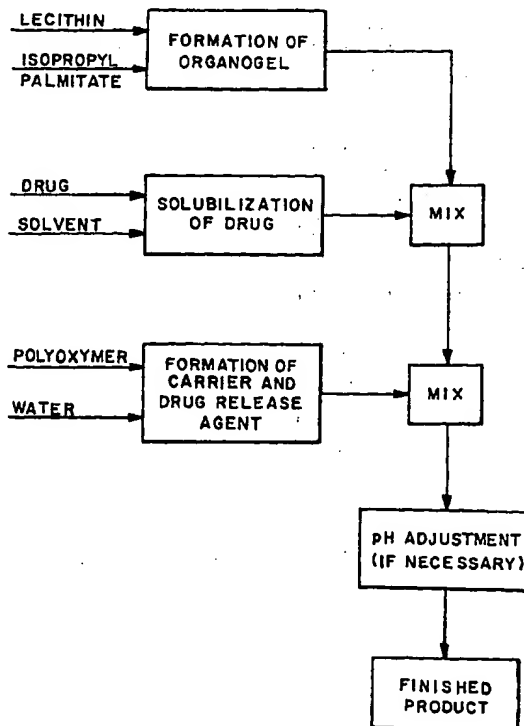 LECITHIN
ISOPROPYL
PALMITATE
FORMATION OF
ORGANOGEL
DRUG
SOLVENT
SOLUBILIZATION
OF DRUG
MIX
POLYOXYMER
WATER
FORMATION OF
CARRIER AND
DRUG RELEASE
AGENT
MIX
pH ADJUSTMENT
(IF NECESSARY)
FINISHED
PRODUCT